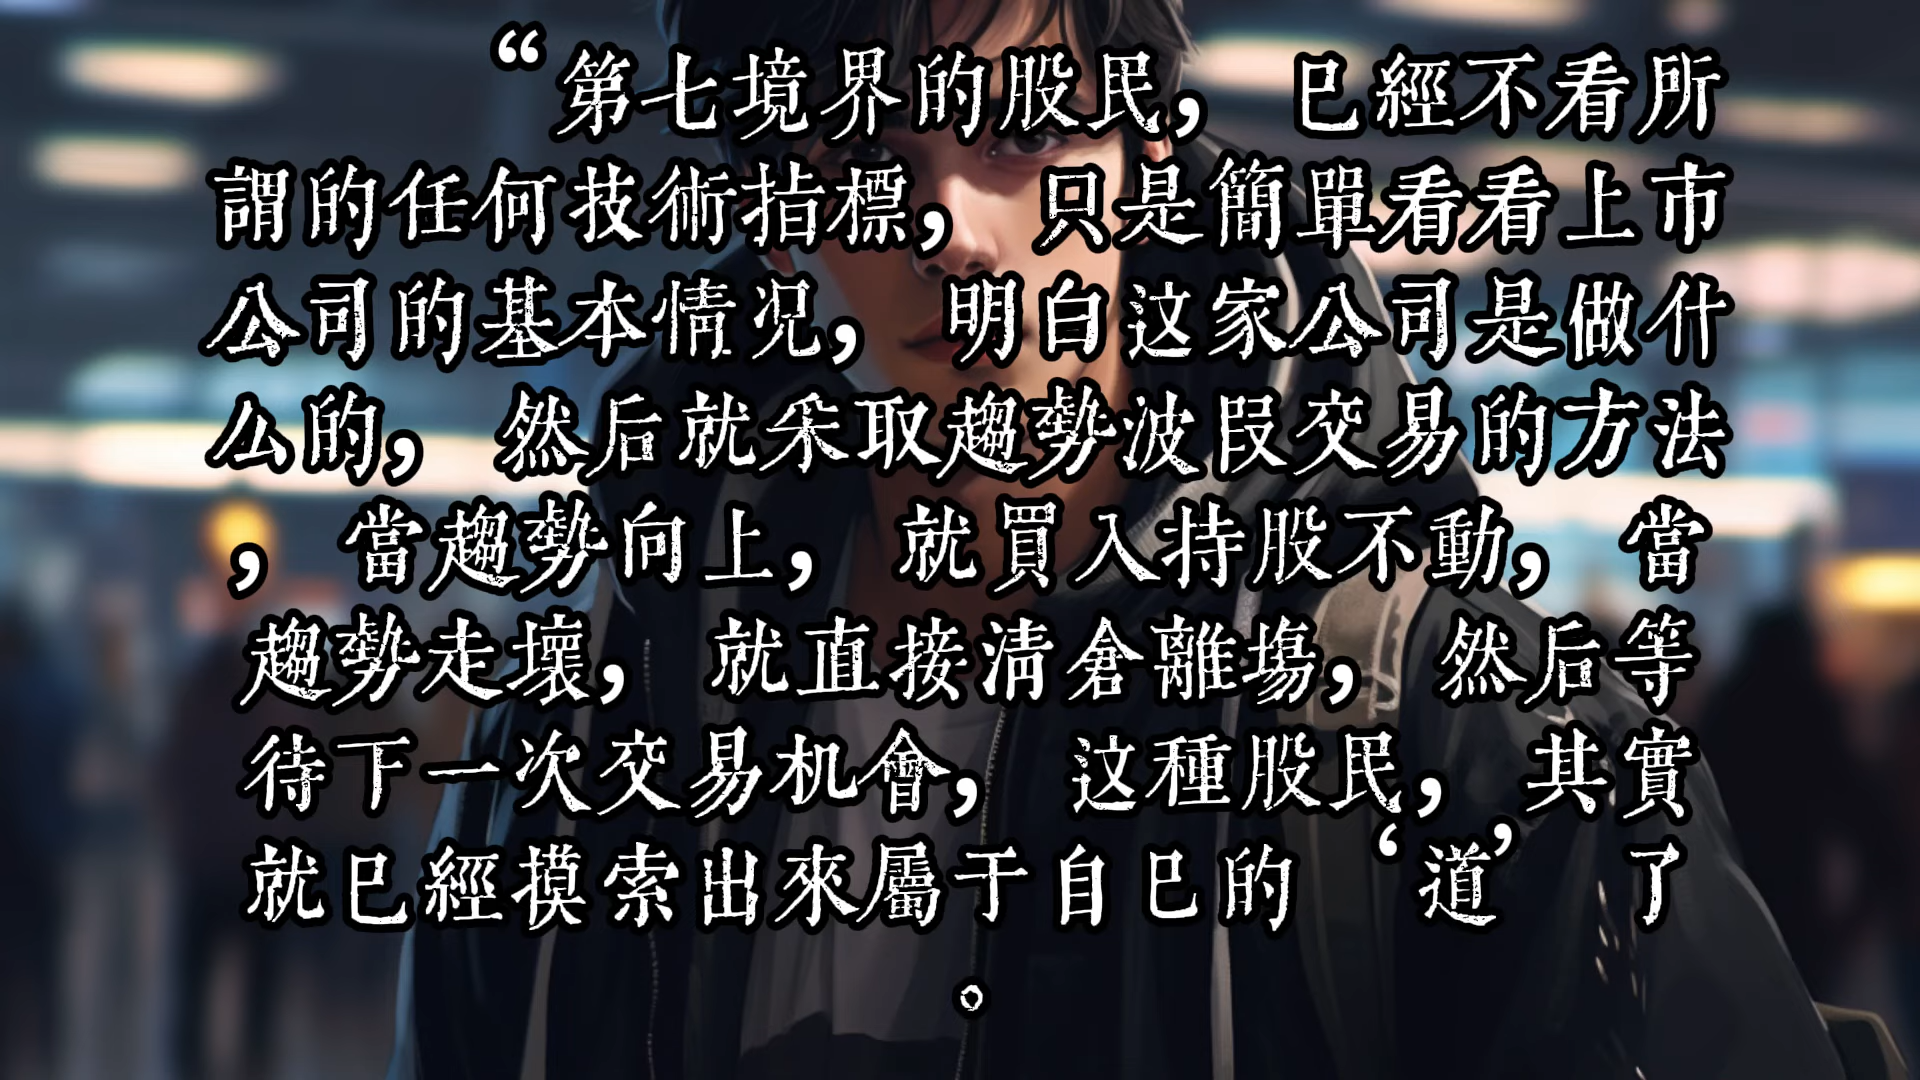 “第七境界的股民， 已經不看所
謂的任何技術指標， 只是簡單看看上市
公司的基本情况， 明白这家公司是做什
么的， 然后就采取趨勢波段交易的方法
， 當趨勢向上， 就買入持股不動， 當
趨勢走壞， 就直接清倉離場， 然后等
待下一次交易机會， 这種股民， 其實
就已經摸索出來屬于自已的‘道’了
。